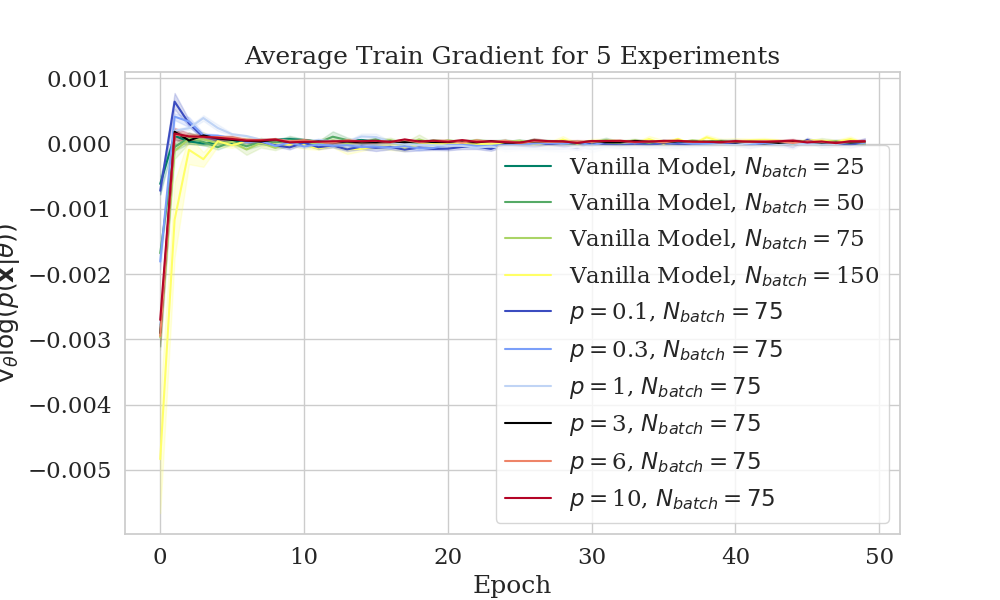 Average Train Gradient for 5 Experiments
0.001
0.000
−0.001
−0.002
−0.003
−0.004
−0.005
∇θlog(p(x|θ))
Vanilla Model, N_batch = 25
Vanilla Model, N_batch = 50
Vanilla Model, N_batch = 75
Vanilla Model, N_batch = 150
p = 0.1, N_batch = 75
p = 0.3, N_batch = 75
p = 1, N_batch = 75
p = 3, N_batch = 75
p = 6, N_batch = 75
p = 10, N_batch = 75
0 10 20 30 40 50
Epoch